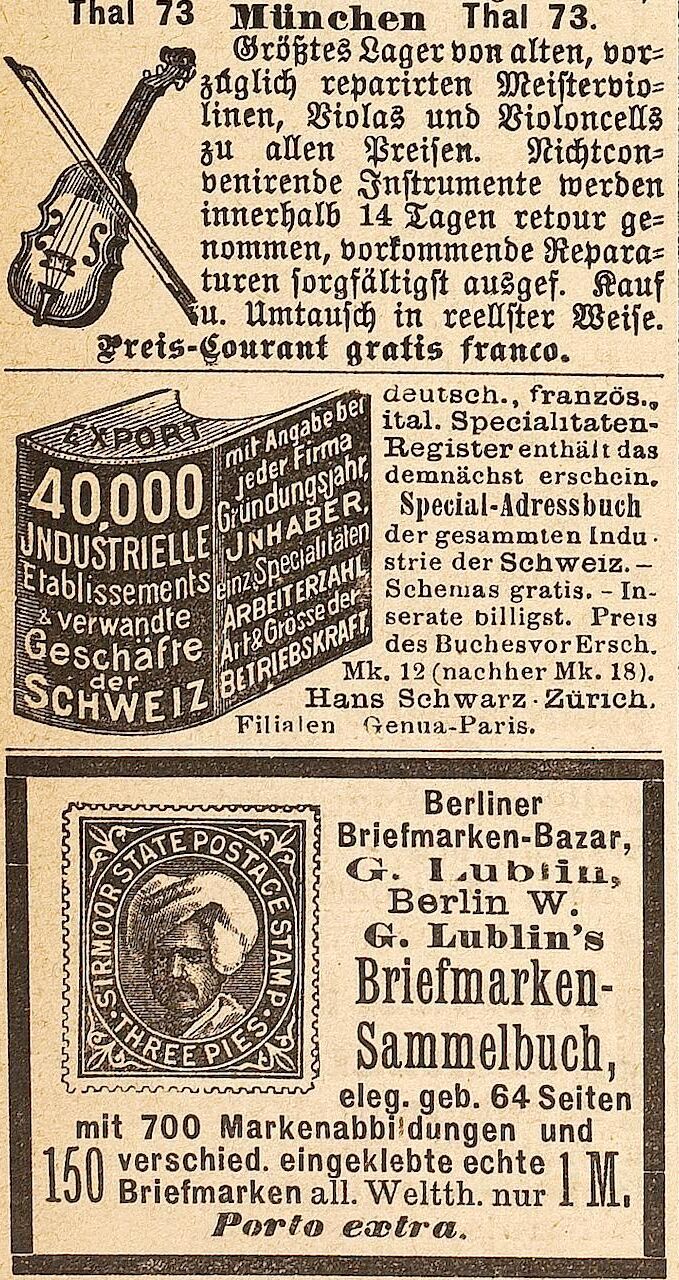 Thal 73 München Thal 73.
Größtes Lager von alten, vor=
züglich reparirten Meistervio=
linen, Violas und Violoncells
zu allen Preisen. Nichtcon=
venirende Instrumente werden
innerhalb 14 Tagen retour ge=
nommen, vorkommende Repara=
turen sorgfältigst ausgef. Kauf
u. Umtausch in reellster Weise.
Preis-Courant gratis franco.
EXPORT
40,000
JNDUSTRIELLE
Etablissements
& verwandte
Geschäfte
der
SCHWEIZ
mit Angabe bei
jeder Firma
Gründungsjahr,
JNHABER,
einz. Specialitäten
ARBEITERZAHL
Art & Grösse der
BETRIEBSKRAFT,
deutsch., französ.,
ital. Specialitaten-
Register enthält das
demnächst erschein.
Special-Adressbuch
der gesammten Indu-
strie der Schweiz. —
Schemas gratis. - In-
serate billigst. Preis
des Buches vor Ersch.
Mk. 12 (nachher Mk. 18).
Hans Schwarz - Zürich.
Filialen Genua-Paris.
SIRMOOR STATE POSTAGE STAMP.
THREE PIES
Berliner
Briefmarken-Bazar,
G. Lublin,
Berlin W.
G. Lublin's
Briefmarken-
Sammelbuch,
eleg. geb. 64 Seiten
mit 700 Markenabbildungen und
150 verschied. eingeklebte echte
Briefmarken all. Weltth. nur 1 M.
Porto extra.